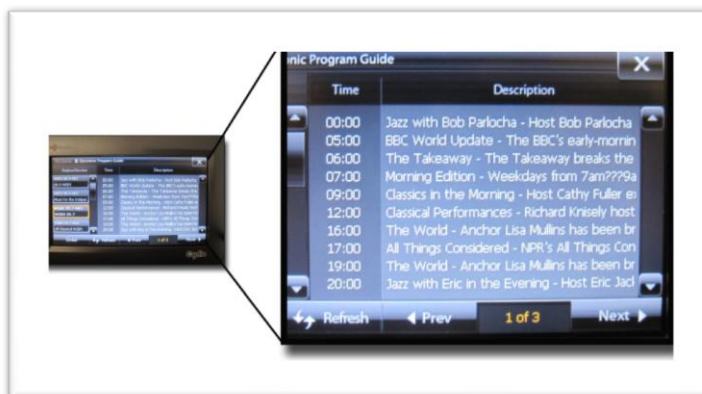 onic Program Guide
X
Time Description
00:00 Jazz with Bob Parlocha - Host Bob Parlocha
05:00 BBC World Update - The BBC's early-mornin
06:00 The Takeaway - The Takeaway breaks the
07:00 Morning Edition - Weekdays from 7am???9a
09:00 Classics in the Morning - Host Cathy Fuller ex
12:00 Classical Performances - Richard Knisely host
16:00 The World - Anchor Lisa Mullins has been br
17:00 All Things Considered - NPR's All Things Con
19:00 The World - Anchor Lisa Mullins has been br
20:00 Jazz with Eric in the Evening - Host Eric Jack
Refresh Prev 1 of 3 Next